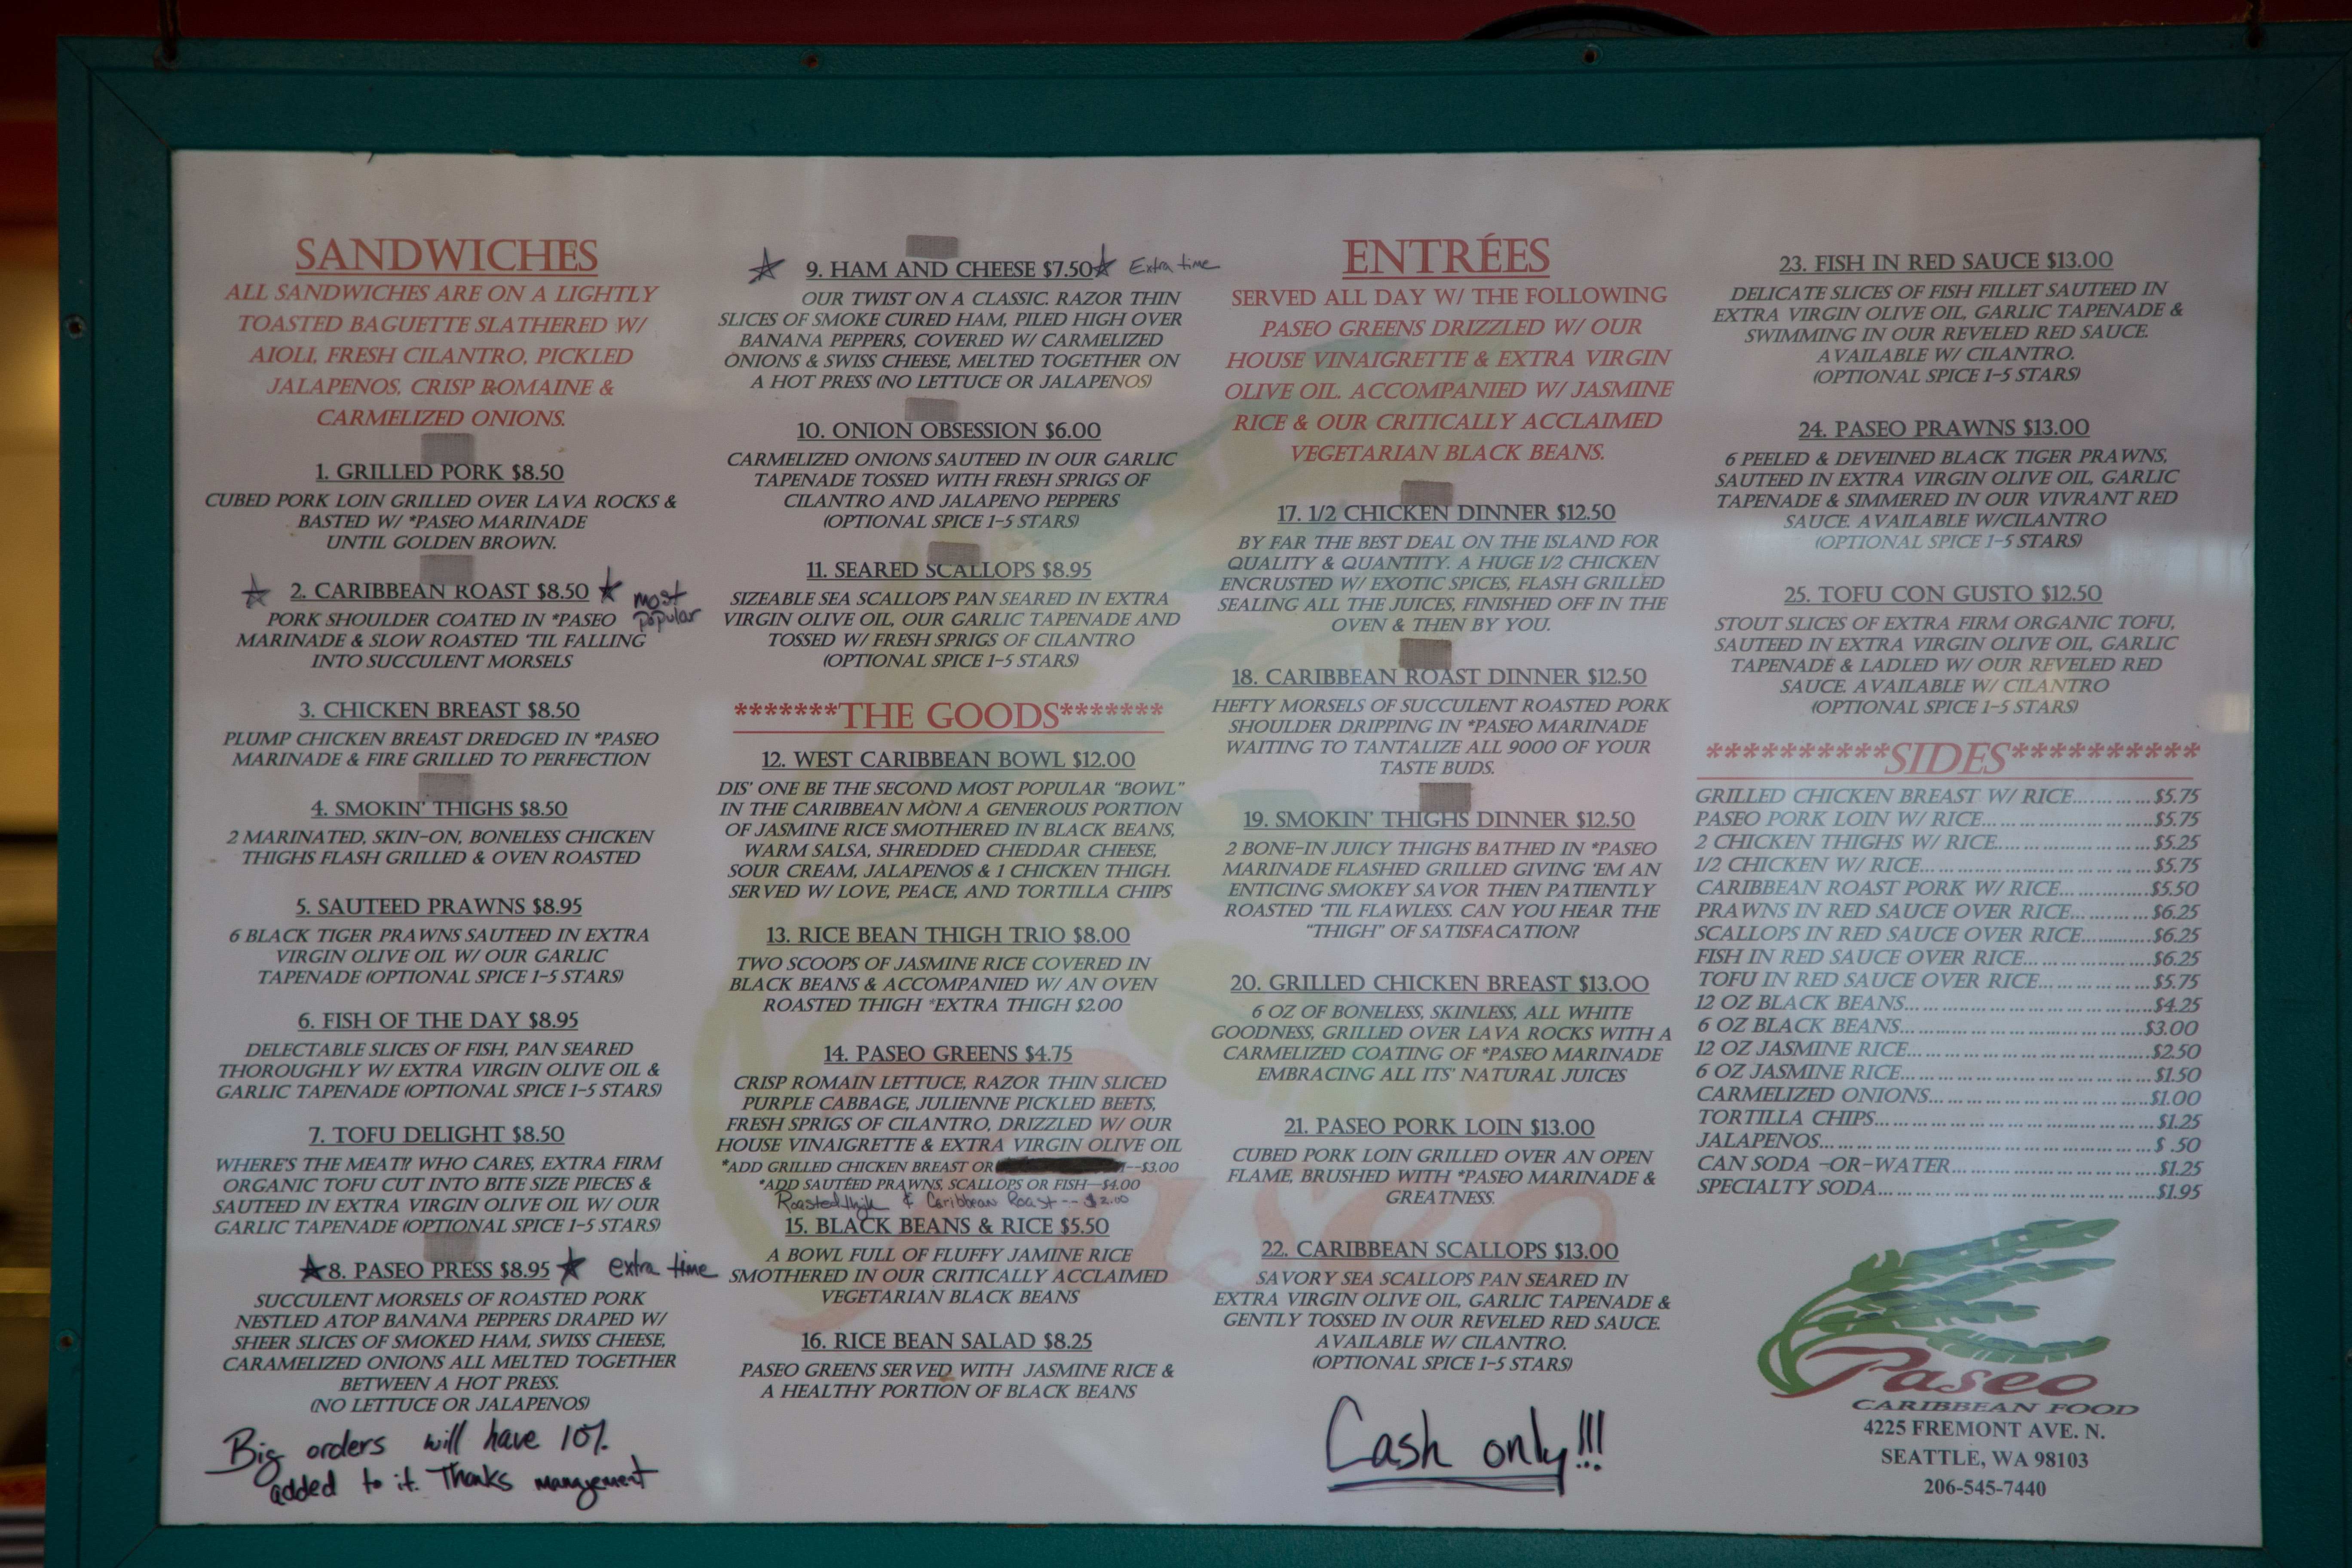 SANDWICHES
ALL SANDWICHES ARE ON A LIGHTLY
TOASTED BAGUETTE SLATHERED W/
AIOLI, FRESH CILANTRO, PICKLED
JALAPENOS, CRISP ROMAINE &
CARMELIZED ONIONS.
1. GRILLED PORK $8.50
CUBED PORK LOIN GRILLED OVER LAVA ROCKS &
BASTED W/ *PASEO MARINADE
UNTIL GOLDEN BROWN.
2. CARIBBEAN ROAST $8.50
most
popular
PORK SHOULDER COATED IN *PASEO
MARINADE & SLOW ROASTED 'TIL FALLING
INTO SUCCULENT MORSELS
3. CHICKEN BREAST $8.50
PLUMP CHICKEN BREAST DREDGED IN *PASEO
MARINADE & FIRE GRILLED TO PERFECTION
4. SMOKIN' THIGHS $8.50
2 MARINATED, SKIN-ON, BONELESS CHICKEN
THIGHS FLASH GRILLED & OVEN ROASTED
5. SAUTEED PRAWNS $8.95
6 BLACK TIGER PRAWNS SAUTEED IN EXTRA
VIRGIN OLIVE OIL W/ OUR GARLIC
TAPENADE (OPTIONAL SPICE 1-5 STARS)
6. FISH OF THE DAY $8.95
DELECTABLE SLICES OF FISH, PAN SEARED
THOROUGHLY W/ EXTRA VIRGIN OLIVE OIL &
GARLIC TAPENADE (OPTIONAL SPICE 1-5 STARS)
7. TOFU DELIGHT $8.50
WHERE'S THE MEAT!? WHO CARES, EXTRA FIRM
ORGANIC TOFU CUT INTO BITE SIZE PIECES &
SAUTEED IN EXTRA VIRGIN OLIVE OIL W/ OUR
GARLIC TAPENADE (OPTIONAL SPICE 1-5 STARS)
8. PASEO PRESS $8.95 extra time
SUCCULENT MORSELS OF ROASTED PORK
NESTLED ATOP BANANA PEPPERS DRAPED W/
SHEER SLICES OF SMOKED HAM, SWISS CHEESE,
CARAMELIZED ONIONS ALL MELTED TOGETHER
BETWEEN A HOT PRESS.
(NO LETTUCE OR JALAPENOS)
Big orders will have 10%
added to it. Thanks management
9. HAM AND CHEESE $7.50 Extra time
OUR TWIST ON A CLASSIC. RAZOR THIN
SLICES OF SMOKE CURED HAM, PILED HIGH OVER
BANANA PEPPERS, COVERED W/ CARMELIZED
ONIONS & SWISS CHEESE, MELTED TOGETHER ON
A HOT PRESS (NO LETTUCE OR JALAPENOS)
10. ONION OBSESSION $6.00
CARMELIZED ONIONS SAUTEED IN OUR GARLIC
TAPENADE TOSSED WITH FRESH SPRIGS OF
CILANTRO AND JALAPENO PEPPERS
(OPTIONAL SPICE 1-5 STARS)
11. SEARED SCALLOPS $8.95
SIZEABLE SEA SCALLOPS PAN SEARED IN EXTRA
VIRGIN OLIVE OIL, OUR GARLIC TAPENADE AND
TOSSED W/ FRESH SPRIGS OF CILANTRO
(OPTIONAL SPICE 1-5 STARS)
*******THE GOODS*******
12. WEST CARIBBEAN BOWL $12.00
DIS' ONE BE THE SECOND MOST POPULAR "BOWL"
IN THE CARIBBEAN MON! A GENEROUS PORTION
OF JASMINE RICE SMOTHERED IN BLACK BEANS,
WARM SALSA, SHREDDED CHEDDAR CHEESE,
SOUR CREAM, JALAPENOS & 1 CHICKEN THIGH.
SERVED W/ LOVE, PEACE, AND TORTILLA CHIPS
13. RICE BEAN THIGH TRIO $8.00
TWO SCOOPS OF JASMINE RICE COVERED IN
BLACK BEANS & ACCOMPANIED W/ AN OVEN
ROASTED THIGH *EXTRA THIGH $2.00
14. PASEO GREENS $4.75
CRISP ROMAIN LETTUCE, RAZOR THIN SLICED
PURPLE CABBAGE, JULIENNE PICKLED BEETS,
FRESH SPRIGS OF CILANTRO, DRIZZLED W/ OUR
HOUSE VINAIGRETTE & EXTRA VIRGIN OLIVE OIL
*ADD GRILLED CHICKEN BREAST OR --$3.00
*ADD SAUTÉED PRAWNS, SCALLOPS OR FISH—$4.00
Roasted thigh & Caribbean Roast -- $2.00
15. BLACK BEANS & RICE $5.50
A BOWL FULL OF FLUFFY JAMINE RICE
SMOTHERED IN OUR CRITICALLY ACCLAIMED
VEGETARIAN BLACK BEANS
16. RICE BEAN SALAD $8.25
PASEO GREENS SERVED WITH JASMINE RICE &
A HEALTHY PORTION OF BLACK BEANS
ENTRÉES
SERVED ALL DAY W/ THE FOLLOWING
PASEO GREENS DRIZZLED W/ OUR
HOUSE VINAIGRETTE & EXTRA VIRGIN
OLIVE OIL. ACCOMPANIED W/ JASMINE
RICE & OUR CRITICALLY ACCLAIMED
VEGETARIAN BLACK BEANS.
17. 1/2 CHICKEN DINNER $12.50
BY FAR THE BEST DEAL ON THE ISLAND FOR
QUALITY & QUANTITY. A HUGE 1/2 CHICKEN
ENCRUSTED W/ EXOTIC SPICES, FLASH GRILLED
SEALING ALL THE JUICES, FINISHED OFF IN THE
OVEN & THEN BY YOU.
18. CARIBBEAN ROAST DINNER $12.50
HEFTY MORSELS OF SUCCULENT ROASTED PORK
SHOULDER DRIPPING IN *PASEO MARINADE
WAITING TO TANTALIZE ALL 9000 OF YOUR
TASTE BUDS.
19. SMOKIN' THIGHS DINNER $12.50
2 BONE-IN JUICY THIGHS BATHED IN *PASEO
MARINADE FLASHED GRILLED GIVING 'EM AN
ENTICING SMOKEY SAVOR THEN PATIENTLY
ROASTED 'TIL FLAWLESS. CAN YOU HEAR THE
"THIGH" OF SATISFACATION?
20. GRILLED CHICKEN BREAST $13.00
6 OZ OF BONELESS, SKINLESS, ALL WHITE
GOODNESS, GRILLED OVER LAVA ROCKS WITH A
CARMELIZED COATING OF *PASEO MARINADE
EMBRACING ALL ITS' NATURAL JUICES
21. PASEO PORK LOIN $13.00
CUBED PORK LOIN GRILLED OVER AN OPEN
FLAME, BRUSHED WITH *PASEO MARINADE &
GREATNESS.
22. CARIBBEAN SCALLOPS $13.00
SAVORY SEA SCALLOPS PAN SEARED IN
EXTRA VIRGIN OLIVE OIL, GARLIC TAPENADE &
GENTLY TOSSED IN OUR REVELED RED SAUCE.
AVAILABLE W/ CILANTRO.
(OPTIONAL SPICE 1-5 STARS)
Cash only!!!
23. FISH IN RED SAUCE $13.00
DELICATE SLICES OF FISH FILLET SAUTEED IN
EXTRA VIRGIN OLIVE OIL, GARLIC TAPENADE &
SWIMMING IN OUR REVELED RED SAUCE.
AVAILABLE W/ CILANTRO.
(OPTIONAL SPICE 1-5 STARS)
24. PASEO PRAWNS $13.00
6 PEELED & DEVEINED BLACK TIGER PRAWNS,
SAUTEED IN EXTRA VIRGIN OLIVE OIL, GARLIC
TAPENADE & SIMMERED IN OUR VIVRANT RED
SAUCE. AVAILABLE W/CILANTRO
(OPTIONAL SPICE 1-5 STARS)
25. TOFU CON GUSTO $12.50
STOUT SLICES OF EXTRA FIRM ORGANIC TOFU,
SAUTEED IN EXTRA VIRGIN OLIVE OIL, GARLIC
TAPENADE & LADLED W/ OUR REVELED RED
SAUCE. AVAILABLE W/ CILANTRO
(OPTIONAL SPICE 1-5 STARS)
**********SIDES**********
GRILLED CHICKEN BREAST W/ RICE............$5.75
PASEO PORK LOIN W/ RICE............$5.75
2 CHICKEN THIGHS W/ RICE............$5.25
1/2 CHICKEN W/ RICE............$5.75
CARIBBEAN ROAST PORK W/ RICE............$5.50
PRAWNS IN RED SAUCE OVER RICE............$6.25
SCALLOPS IN RED SAUCE OVER RICE............$6.25
FISH IN RED SAUCE OVER RICE............$6.25
TOFU IN RED SAUCE OVER RICE............$5.75
12 OZ BLACK BEANS............$4.25
6 OZ BLACK BEANS............$3.00
12 OZ JASMINE RICE............$2.50
6 OZ JASMINE RICE............$1.50
CARMELIZED ONIONS............$1.00
TORTILLA CHIPS............$1.25
JALAPENOS............$ .50
CAN SODA -OR-WATER............$1.25
SPECIALTY SODA............$1.95
Paseo
CARIBBEAN FOOD
4225 FREMONT AVE. N.
SEATTLE, WA 98103
206-545-7440
Paseo